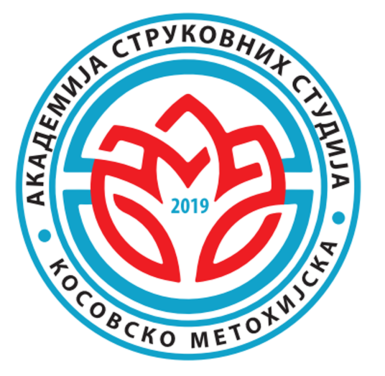 АКАДЕМИЈА СТРУКОВНИХ СТУДИЈА
2019
КОСОВСКО МЕТОХИЈСКА